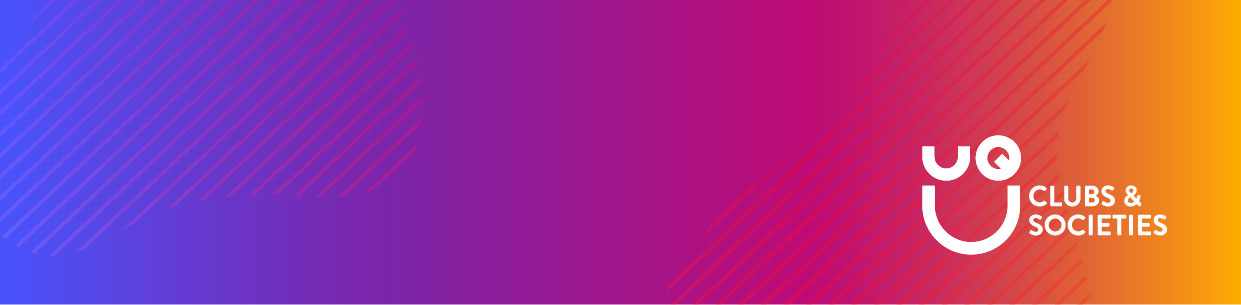 UQ
U
CLUBS &
SOCIETIES